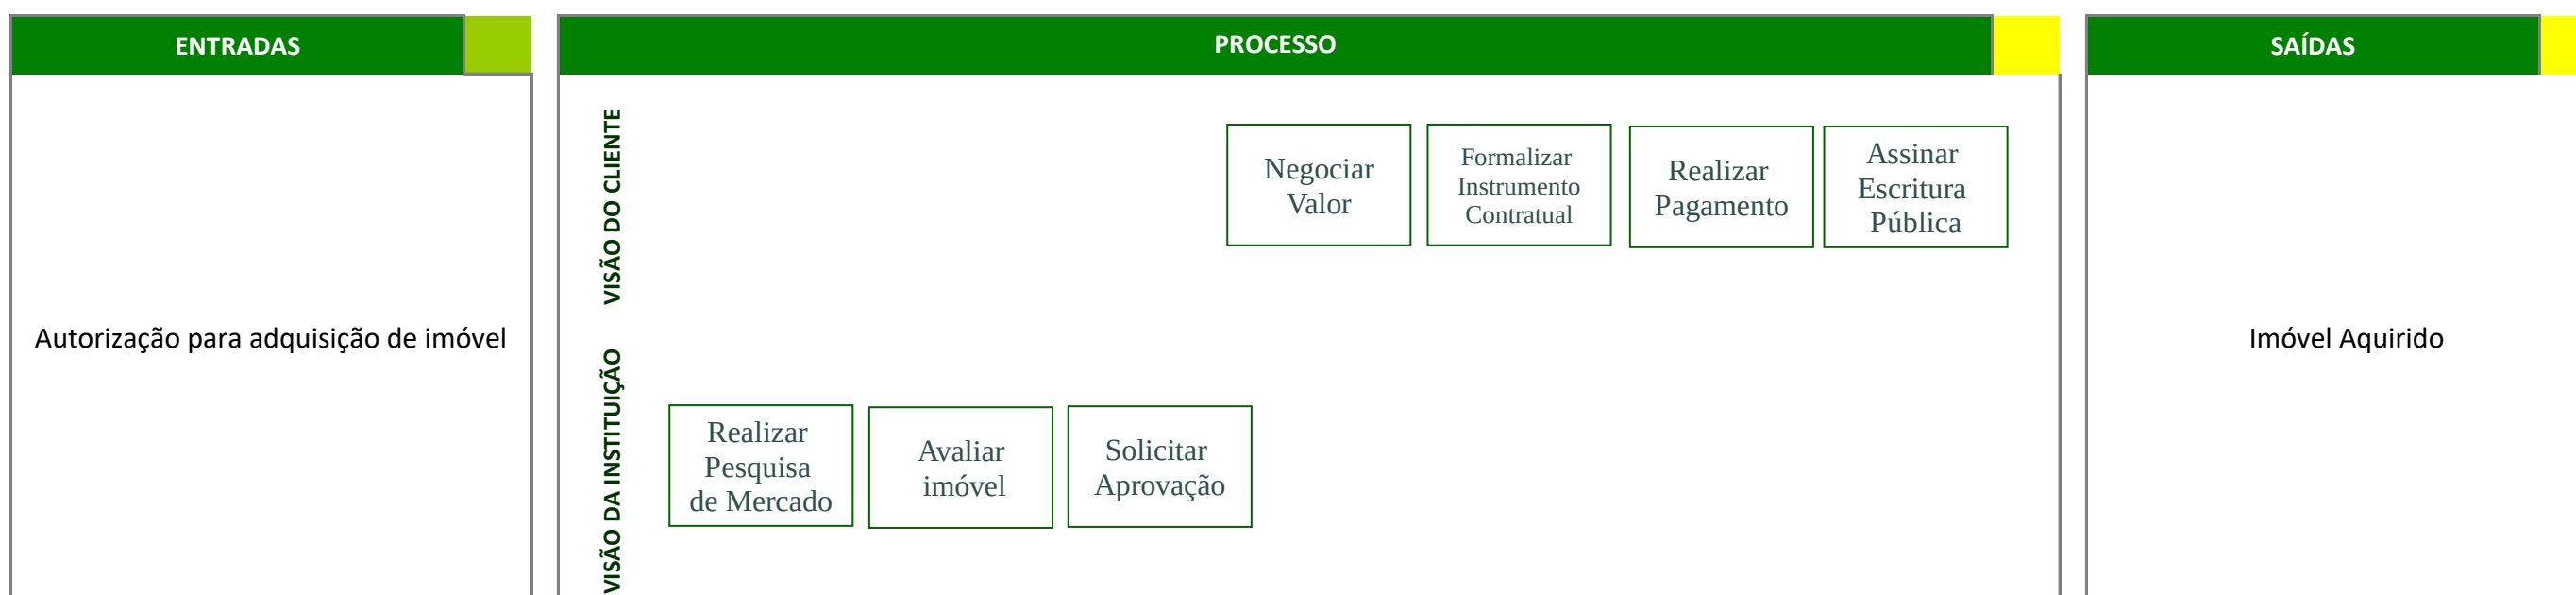 ENTRADAS
PROCESSO
SAÍDAS
Autorização para adquisição de imóvel
VISÃO DO CLIENTE
Negociar
Valor
Formalizar
Instrumento
Contratual
Realizar
Pagamento
Assinar
Escritura
Pública
VISÃO DA INSTITUIÇÃO
Realizar
Pesquisa
de Mercado
Avaliar
imóvel
Solicitar
Aprovação
Imóvel Aquirido